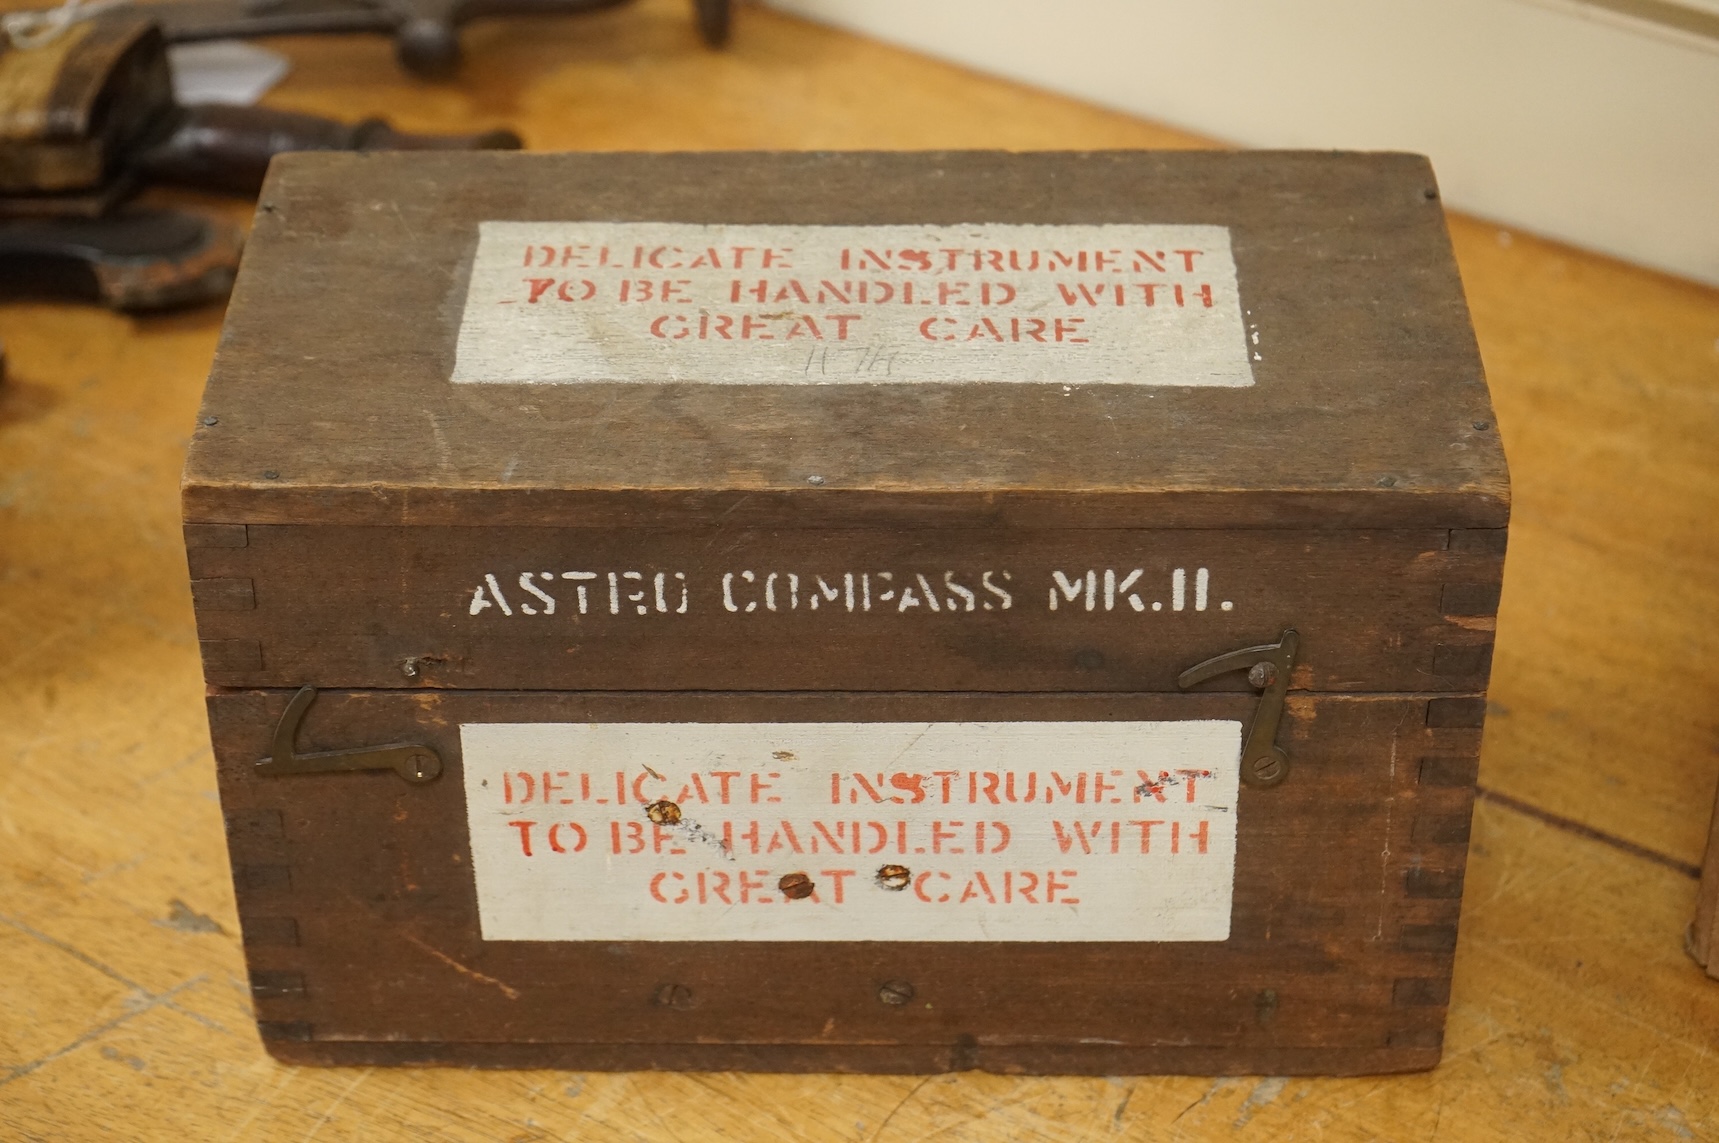 DELICATE INSTRUMENT
TO BE HANDLED WITH
GREAT CARE
ASTRO COMPASS MK.II.
DELICATE INSTRUMENT
TO BE HANDLED WITH
GREAT CARE